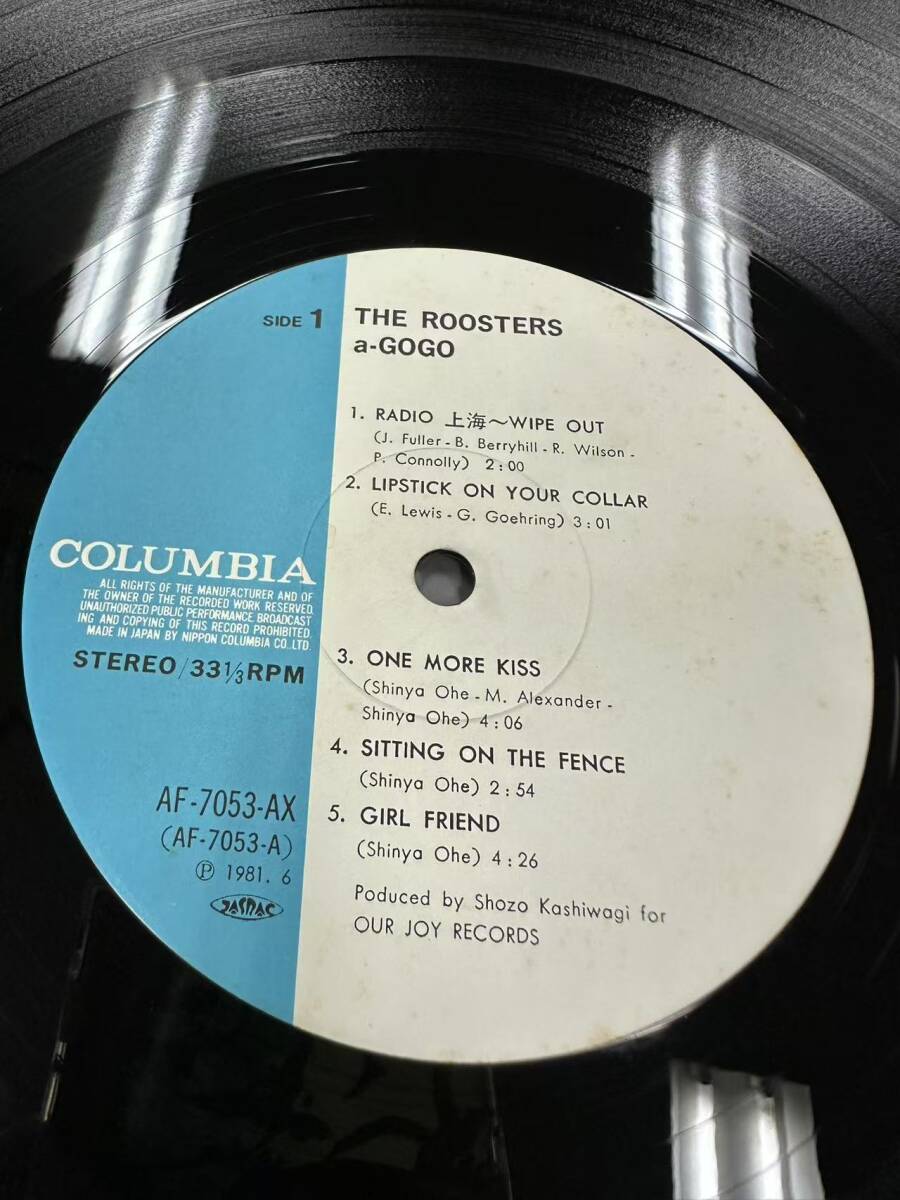 SIDE 1
THE ROOSTERS
a-GOGO
1. RADIO 上海〜WIPE OUT
(J. Fuller - B. Berryhill - R. Wilson -
P. Connolly) 2:00
2. LIPSTICK ON YOUR COLLAR
(E. Lewis - G. Goehring) 3:01
3. ONE MORE KISS
(Shinya Ohe - M. Alexander -
Shinya Ohe) 4:06
4. SITTING ON THE FENCE
(Shinya Ohe) 2:54
5. GIRL FRIEND
(Shinya Ohe) 4:26
Produced by Shozo Kashiwagi for
OUR JOY RECORDS
COLUMBIA
ALL RIGHTS OF THE MANUFACTURER AND OF
THE OWNER OF THE RECORDED WORK RESERVED.
UNAUTHORIZED PUBLIC PERFORMANCE BROADCAST
ING AND COPYING OF THIS RECORD PROHIBITED.
MADE IN JAPAN BY NIPPON COLUMBIA CO.,LTD.
STEREO/33⅓RPM
AF-7053-AX
(AF-7053-A)
℗ 1981. 6
JASRAC